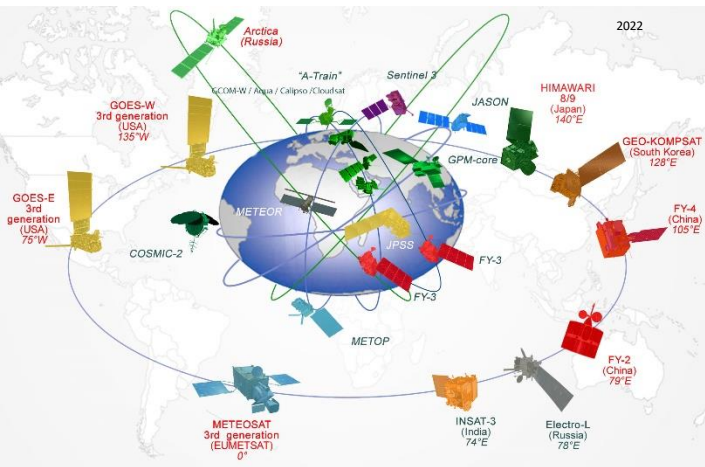 2022
Arctica
(Russia)
"A-Train"
GCOM-W / Aqua / Calipso /Cloudsat
Sentinel 3
JASON
HIMAWARI
8/9
(Japan)
140°E
GOES-W
3rd generation
(USA)
135°W
GEO-KOMPSAT
(South Korea)
128°E
GPM-core
GOES-E
3rd
generation
(USA)
75°W
METEOR
COSMIC-2
FY-4
(China)
105°E
JPSS
FY-3
FY-3
METOP
FY-2
(China)
79°E
METEOSAT
3rd generation
(EUMETSAT)
0°
INSAT-3
(India)
74°E
Electro-L
(Russia)
78°E